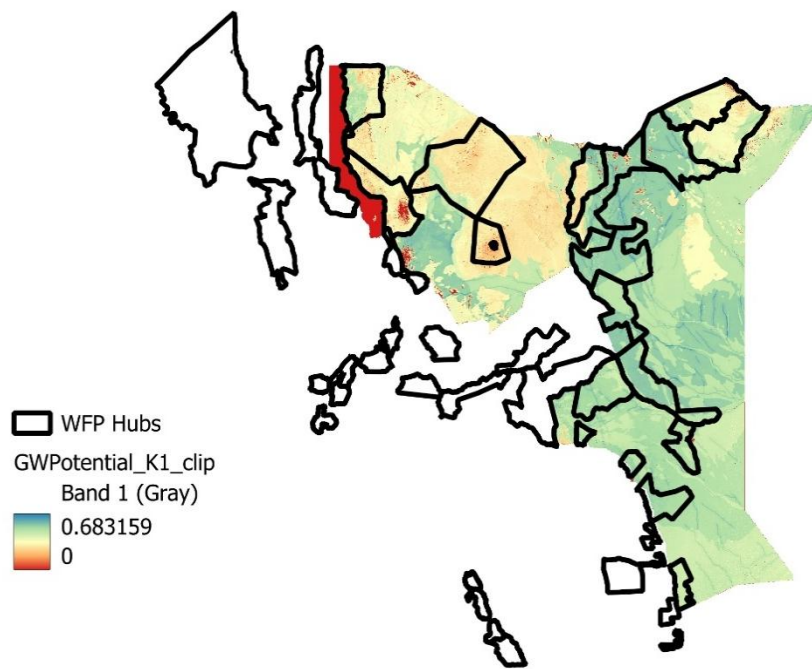 WFP Hubs
GWPotential_K1_clip
Band 1 (Gray)
0.683159
0